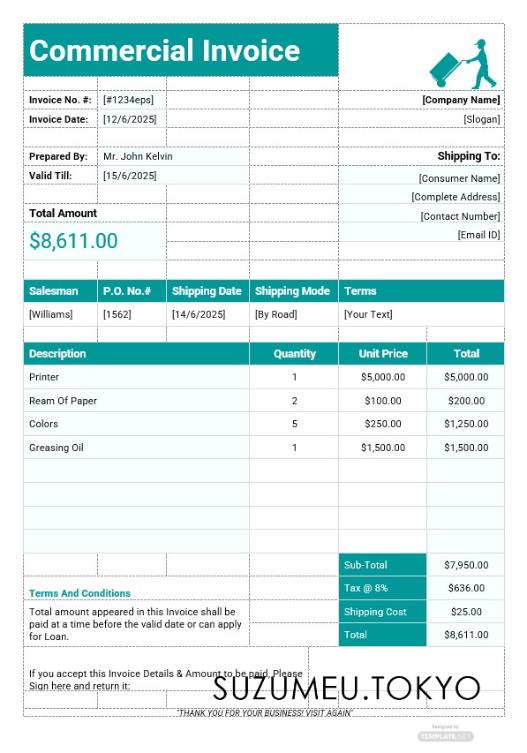 Commercial Invoice
Invoice No. #: [#1234eps] [Company Name]
Invoice Date: [12/6/2025] [Slogan]
Prepared By: Mr. John Kelvin Shipping To:
Valid Till: [15/6/2025] [Consumer Name]
[Complete Address]
Total Amount [Contact Number]
$8,611.00 [Email ID]
Salesman P.O. No.# Shipping Date Shipping Mode Terms
[Williams] [1562] [14/6/2025] [By Road] [Your Text]
Description Quantity Unit Price Total
Printer 1 $5,000.00 $5,000.00
Ream Of Paper 2 $100.00 $200.00
Colors 5 $250.00 $1,250.00
Greasing Oil 1 $1,500.00 $1,500.00
Sub-Total $7,950.00
Terms And Conditions Tax @ 8% $636.00
Total amount appeared in this Invoice shall be Shipping Cost $25.00
paid at a time before the valid date or can apply
for Loan. Total $8,611.00
If you accept this Invoice Details & Amount to be paid, Please
Sign here and return it:
SUZUMEU.TOKYO
"THANK YOU FOR YOUR BUSINESS! VISIT AGAIN"
Designed by
TEMPLATE.NET